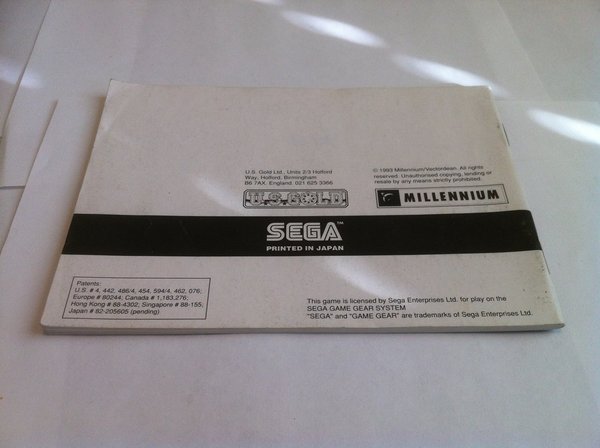 U.S. Gold Ltd., Units 2/3 Holford
Way, Holford, Birmingham
B6 7AX. England. 021 625 3366
U.S. GOLD
© 1993 Millennium/Vectordean. All rights
reserved. Unauthorised copying, lending or
resale by any means strictly prohibited.
MILLENNIUM
SEGA™
PRINTED IN JAPAN
Patents:
U.S. # 4, 442, 486/4, 454, 594/4, 462, 076;
Europe # 80244; Canada # 1,183,276;
Hong Kong # 88-4302; Singapore # 88-155;
Japan # 82-205605 (pending)
This game is licensed by Sega Enterprises Ltd. for play on the
SEGA GAME GEAR SYSTEM
"SEGA" and "GAME GEAR" are trademarks of Sega Enterprises Ltd.